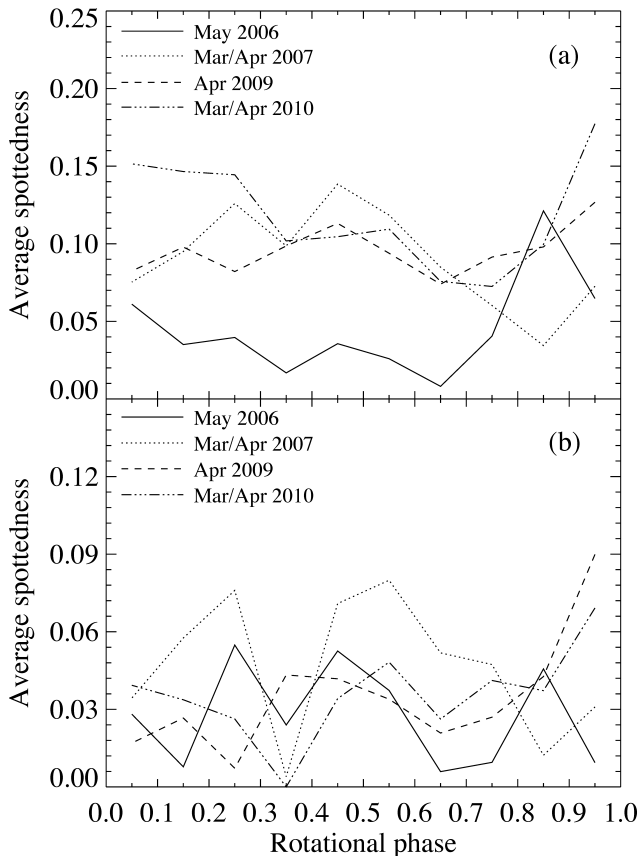 0.25
0.20
0.15
0.10
0.05
0.00
Average spottedness
May 2006
Mar/Apr 2007
Apr 2009
Mar/Apr 2010
(a)
0.12
0.09
0.06
0.03
0.00
Average spottedness
May 2006
Mar/Apr 2007
Apr 2009
Mar/Apr 2010
(b)
0.0 0.1 0.2 0.3 0.4 0.5 0.6 0.7 0.8 0.9 1.0
Rotational phase